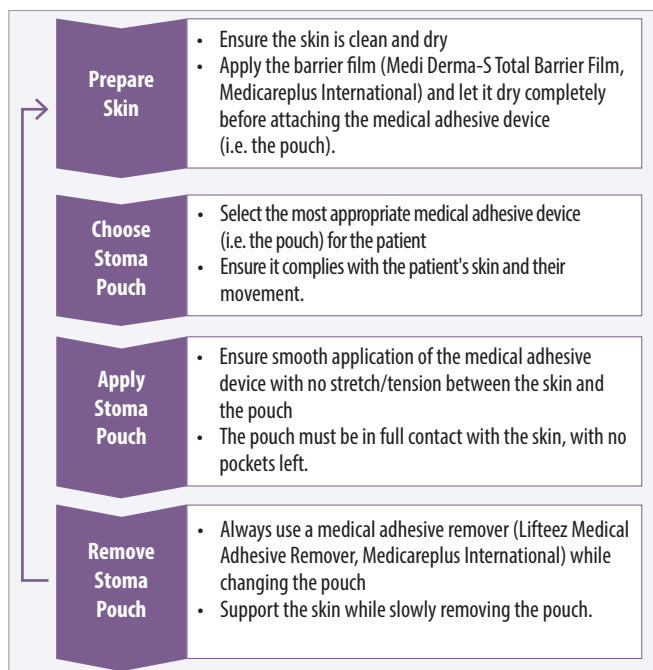 Prepare
Skin
• Ensure the skin is clean and dry
• Apply the barrier film (Medi Derma-S Total Barrier Film,
Medicareplus International) and let it dry completely
before attaching the medical adhesive device
(i.e. the pouch).
Choose
Stoma
Pouch
• Select the most appropriate medical adhesive device
(i.e. the pouch) for the patient
• Ensure it complies with the patient's skin and their
movement.
Apply
Stoma
Pouch
• Ensure smooth application of the medical adhesive
device with no stretch/tension between the skin and
the pouch
• The pouch must be in full contact with the skin, with no
pockets left.
Remove
Stoma
Pouch
• Always use a medical adhesive remover (Lifteez Medical
Adhesive Remover, Medicareplus International) while
changing the pouch
• Support the skin while slowly removing the pouch.